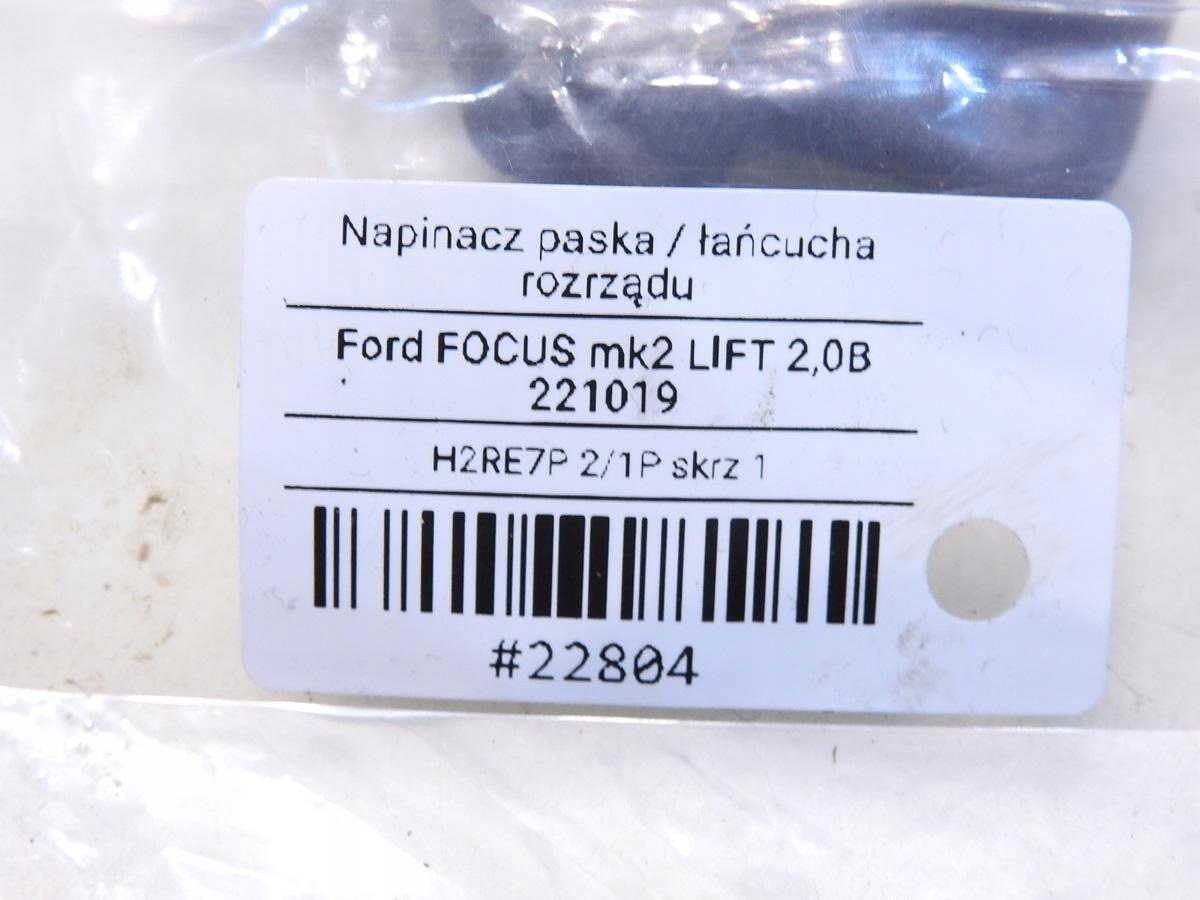 Napinacz paska / łańcucha
rozrządu
Ford FOCUS mk2 LIFT 2,0B
221019
H2RE7P 2/1P skrz 1
#22804